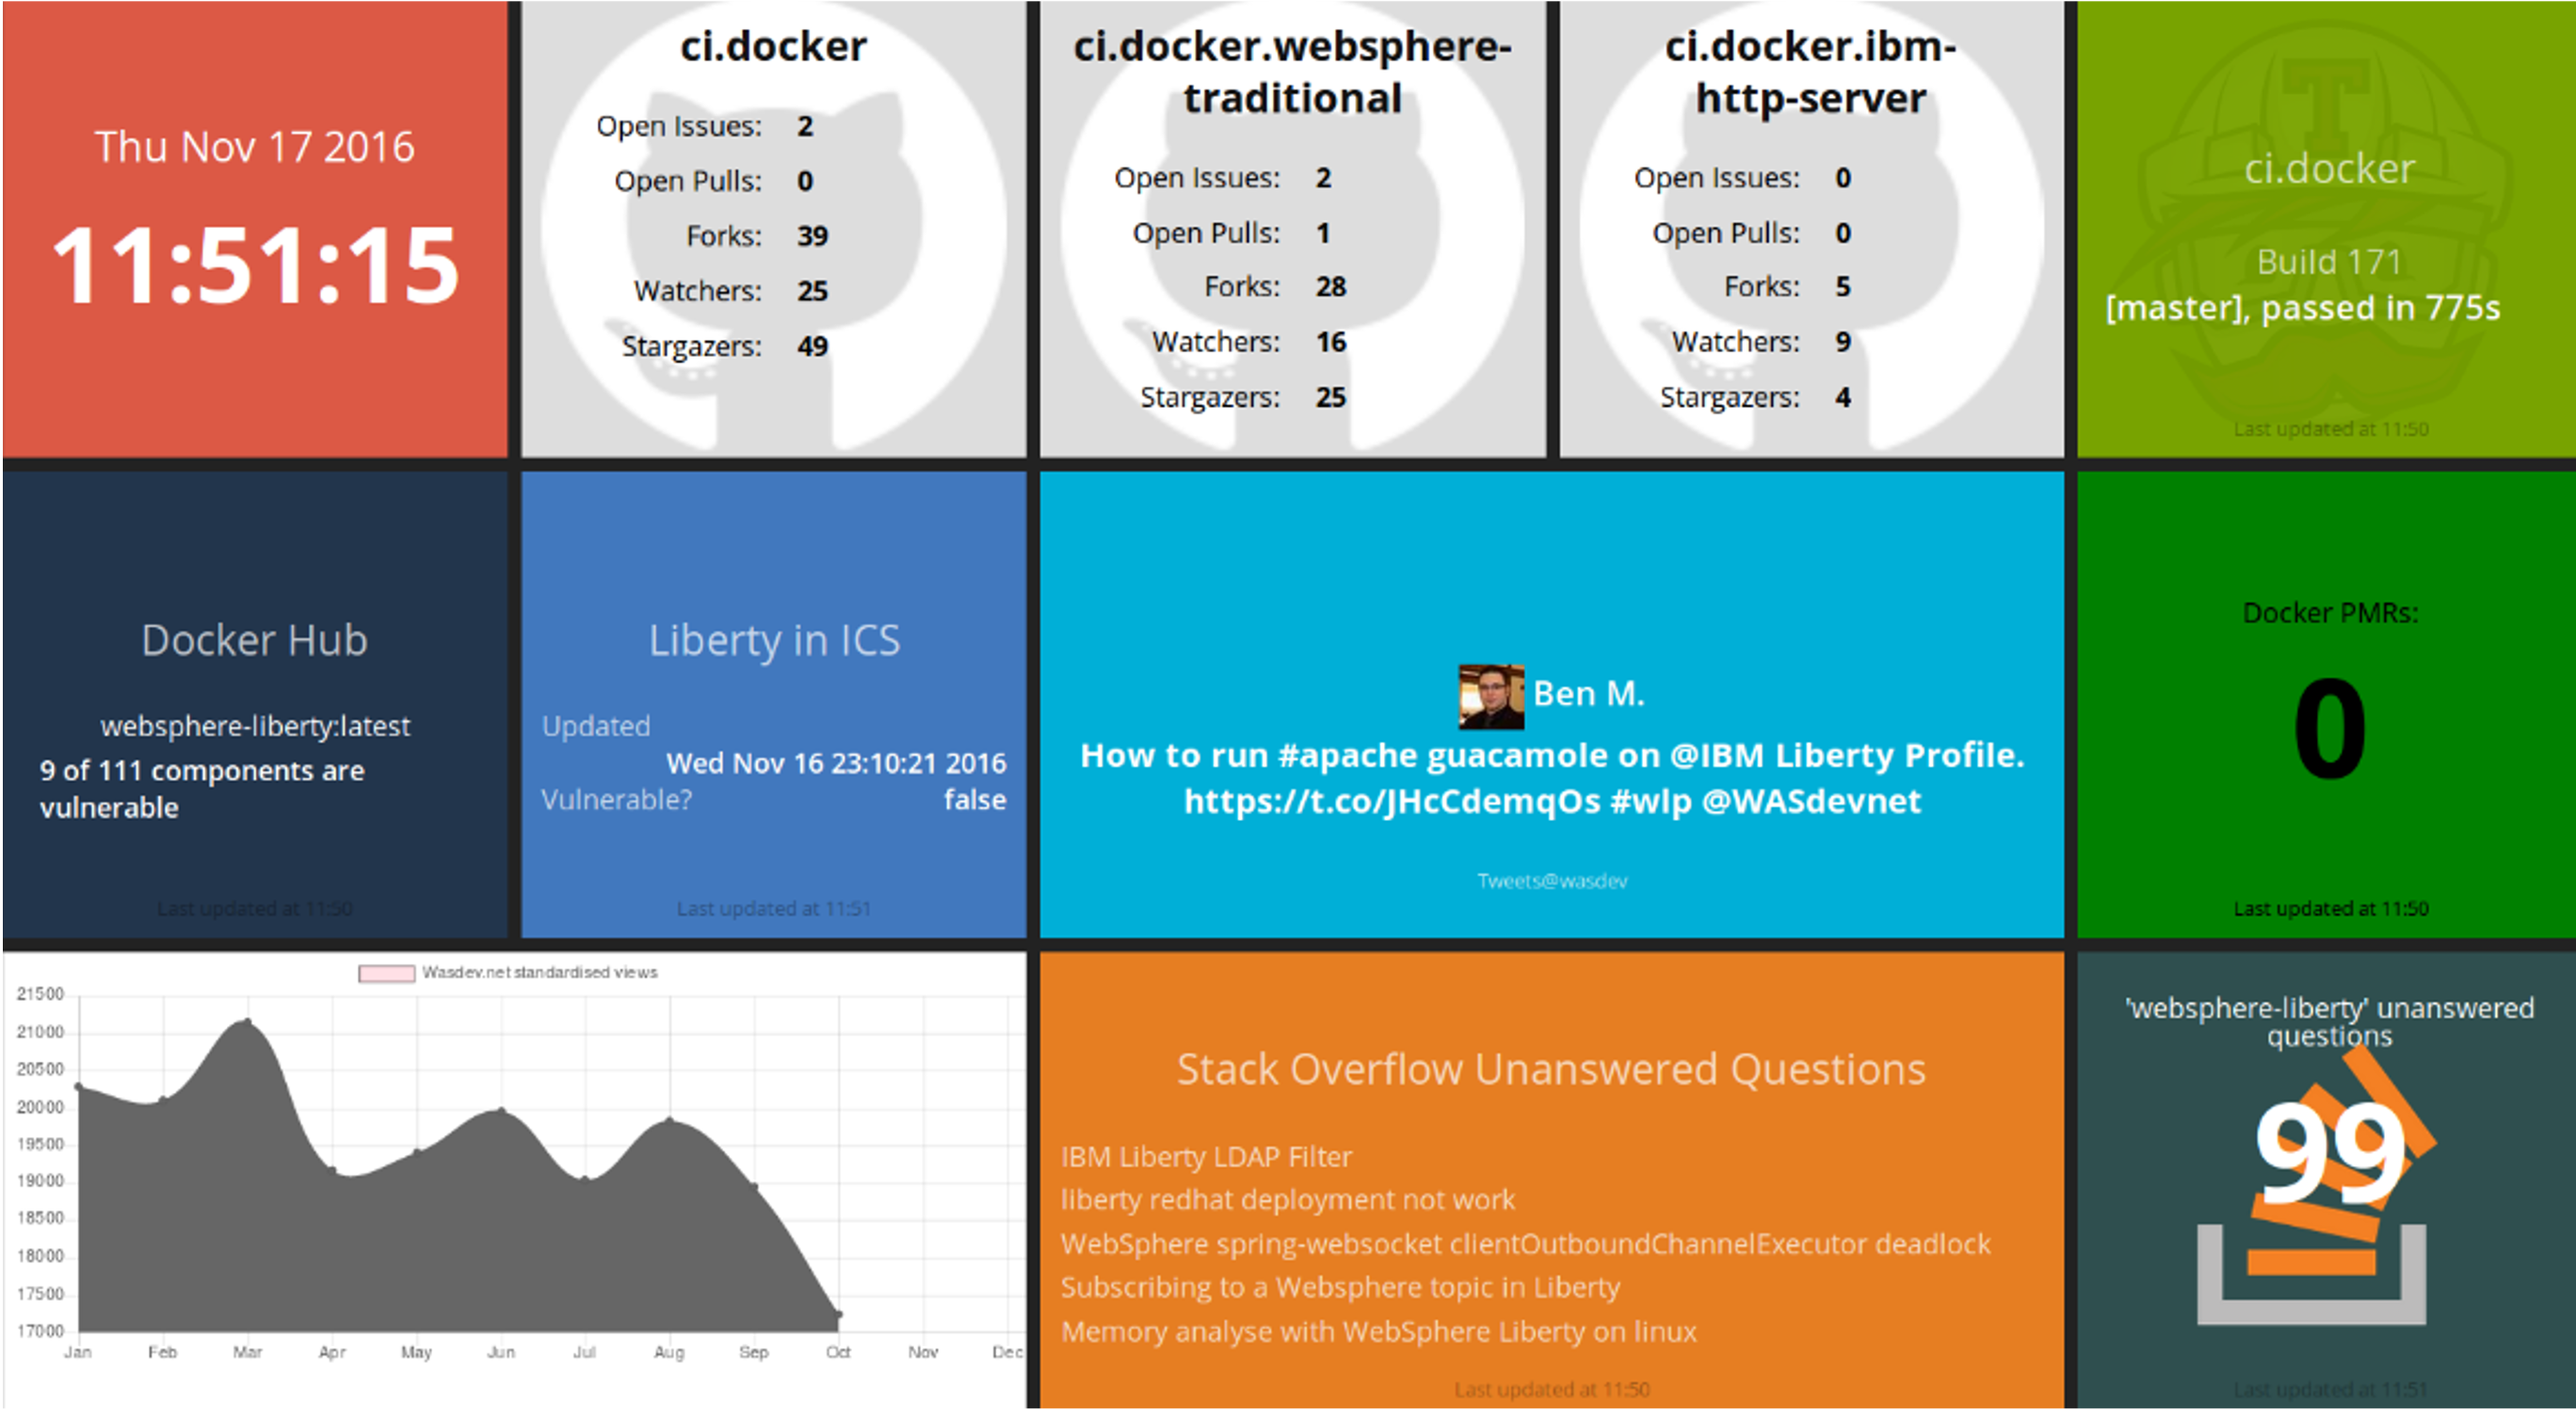 Thu Nov 17 2016
11:51:15
ci.docker
Open Issues: 2
Open Pulls: 0
Forks: 39
Watchers: 25
Stargazers: 49
ci.docker.websphere-
traditional
Open Issues: 2
Open Pulls: 1
Forks: 28
Watchers: 16
Stargazers: 25
ci.docker.ibm-
http-server
Open Issues: 0
Open Pulls: 0
Forks: 5
Watchers: 9
Stargazers: 4
T
ci.docker
Build 171
[master], passed in 775s
Last updated at 11:50
Docker Hub
websphere-liberty:latest
9 of 111 components are
vulnerable
Last updated at 11:50
Liberty in ICS
Updated
Wed Nov 16 23:10:21 2016
Vulnerable? false
Last updated at 11:51
Ben M.
How to run #apache guacamole on @IBM Liberty Profile.
https://t.co/JHcCdemqOs #wlp @WASdevnet
Tweets@wasdev
Docker PMRs:
0
Last updated at 11:50
Wasdev.net standardised views
21500
21000
20500
20000
19500
19000
18500
18000
17500
17000
Jan Feb Mar Apr May Jun Jul Aug Sep Oct Nov Dec
Stack Overflow Unanswered Questions
IBM Liberty LDAP Filter
liberty redhat deployment not work
WebSphere spring-websocket clientOutboundChannelExecutor deadlock
Subscribing to a Websphere topic in Liberty
Memory analyse with WebSphere Liberty on linux
Last updated at 11:50
'websphere-liberty' unanswered
questions
99
Last updated at 11:51